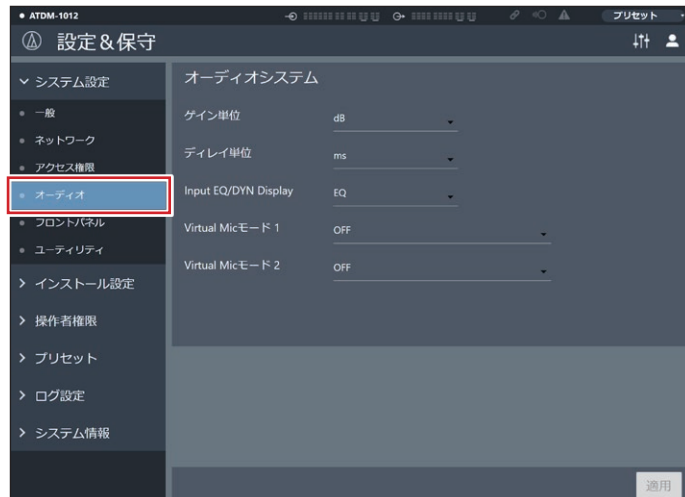 ATDM-1012
プリセット
設定&保守
システム設定
一般
ネットワーク
アクセス権限
オーディオ
フロントパネル
ユーティリティ
インストール設定
操作者権限
プリセット
ログ設定
システム情報
オーディオシステム
ゲイン単位 dB
ディレイ単位 ms
Input EQ/DYN Display EQ
Virtual Micモード 1 OFF
Virtual Micモード 2 OFF
適用